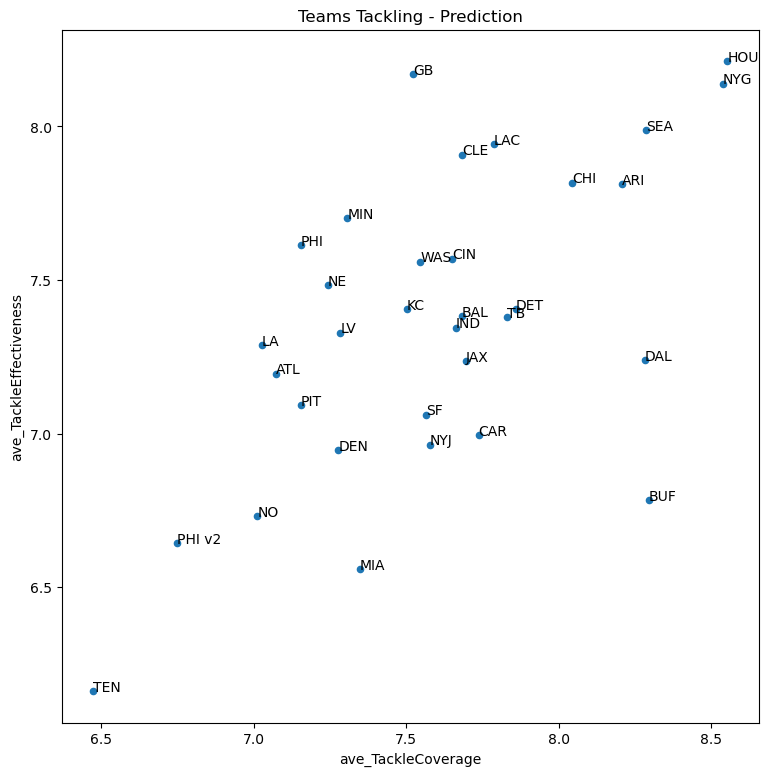 Teams Tackling - Prediction
HOU
GB
NYG
SEA
LAC
CLE
CHI
ARI
MIN
PHI
WAS
CIN
NE
KC
BAL
DET
TB
IND
LV
LA
JAX
DAL
ATL
PIT
SF
NYJ
CAR
DEN
BUF
NO
PHI v2
MIA
TEN
8.0
7.5
7.0
6.5
ave_TackleEffectiveness
6.5
7.0
7.5
8.0
8.5
ave_TackleCoverage